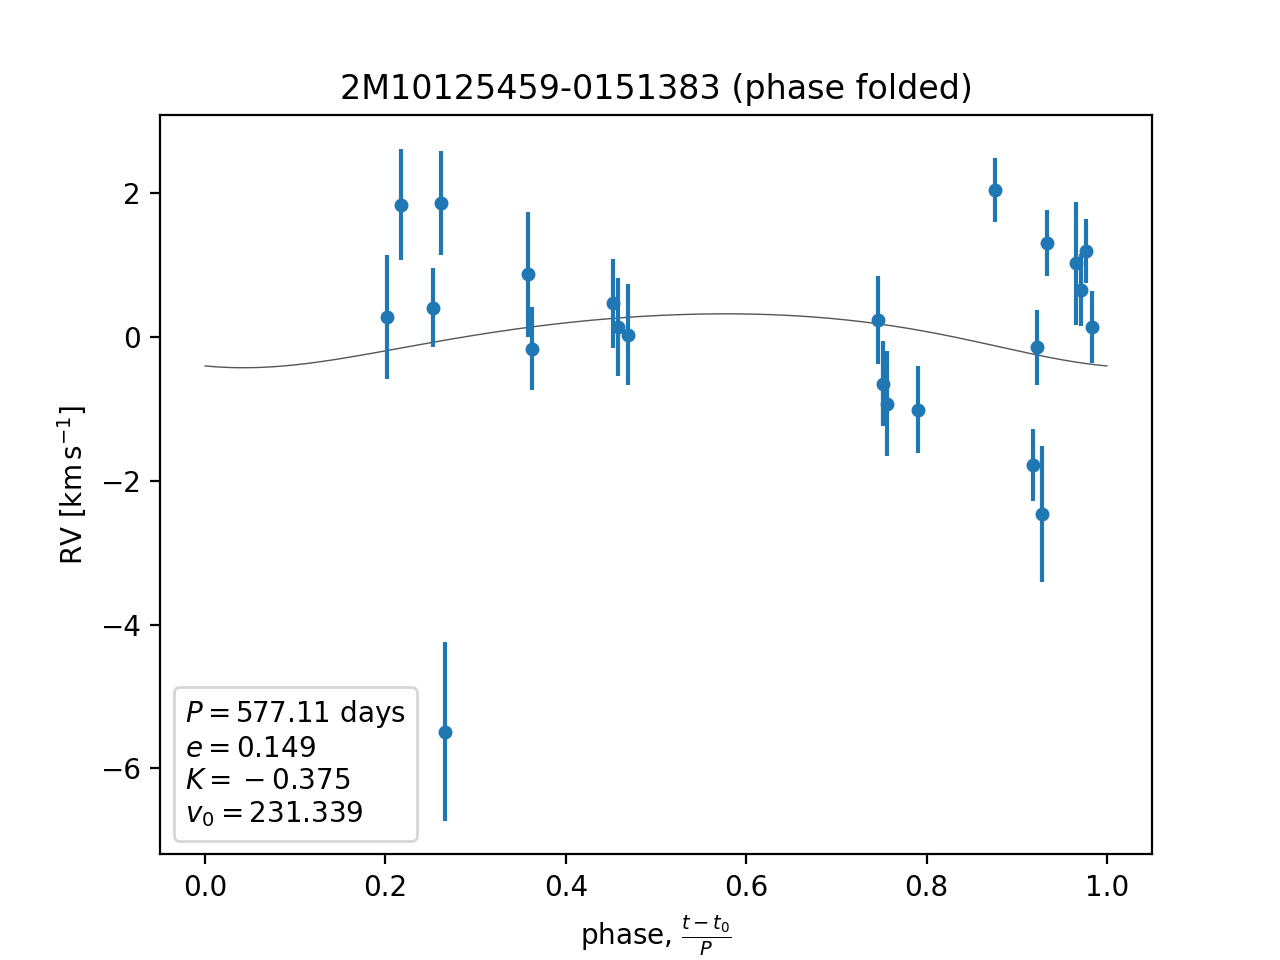 2M10125459-0151383 (phase folded)
RV [km s⁻¹]
2
0
−2
−4
−6
P = 577.11 days
e = 0.149
K = −0.375
v₀ = 231.339
0.0 0.2 0.4 0.6 0.8 1.0
phase, (t − t₀)/P